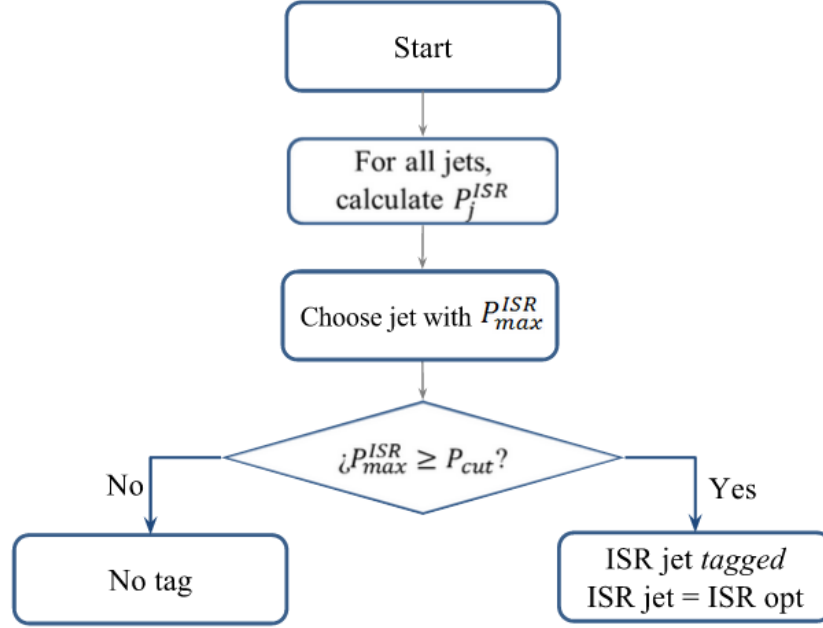 Start
For all jets,
calculate $P_j^{ISR}$
Choose jet with $P_{max}^{ISR}$
¿$P_{max}^{ISR} \geq P_{cut}$?
No
Yes
No tag
ISR jet tagged
ISR jet = ISR opt